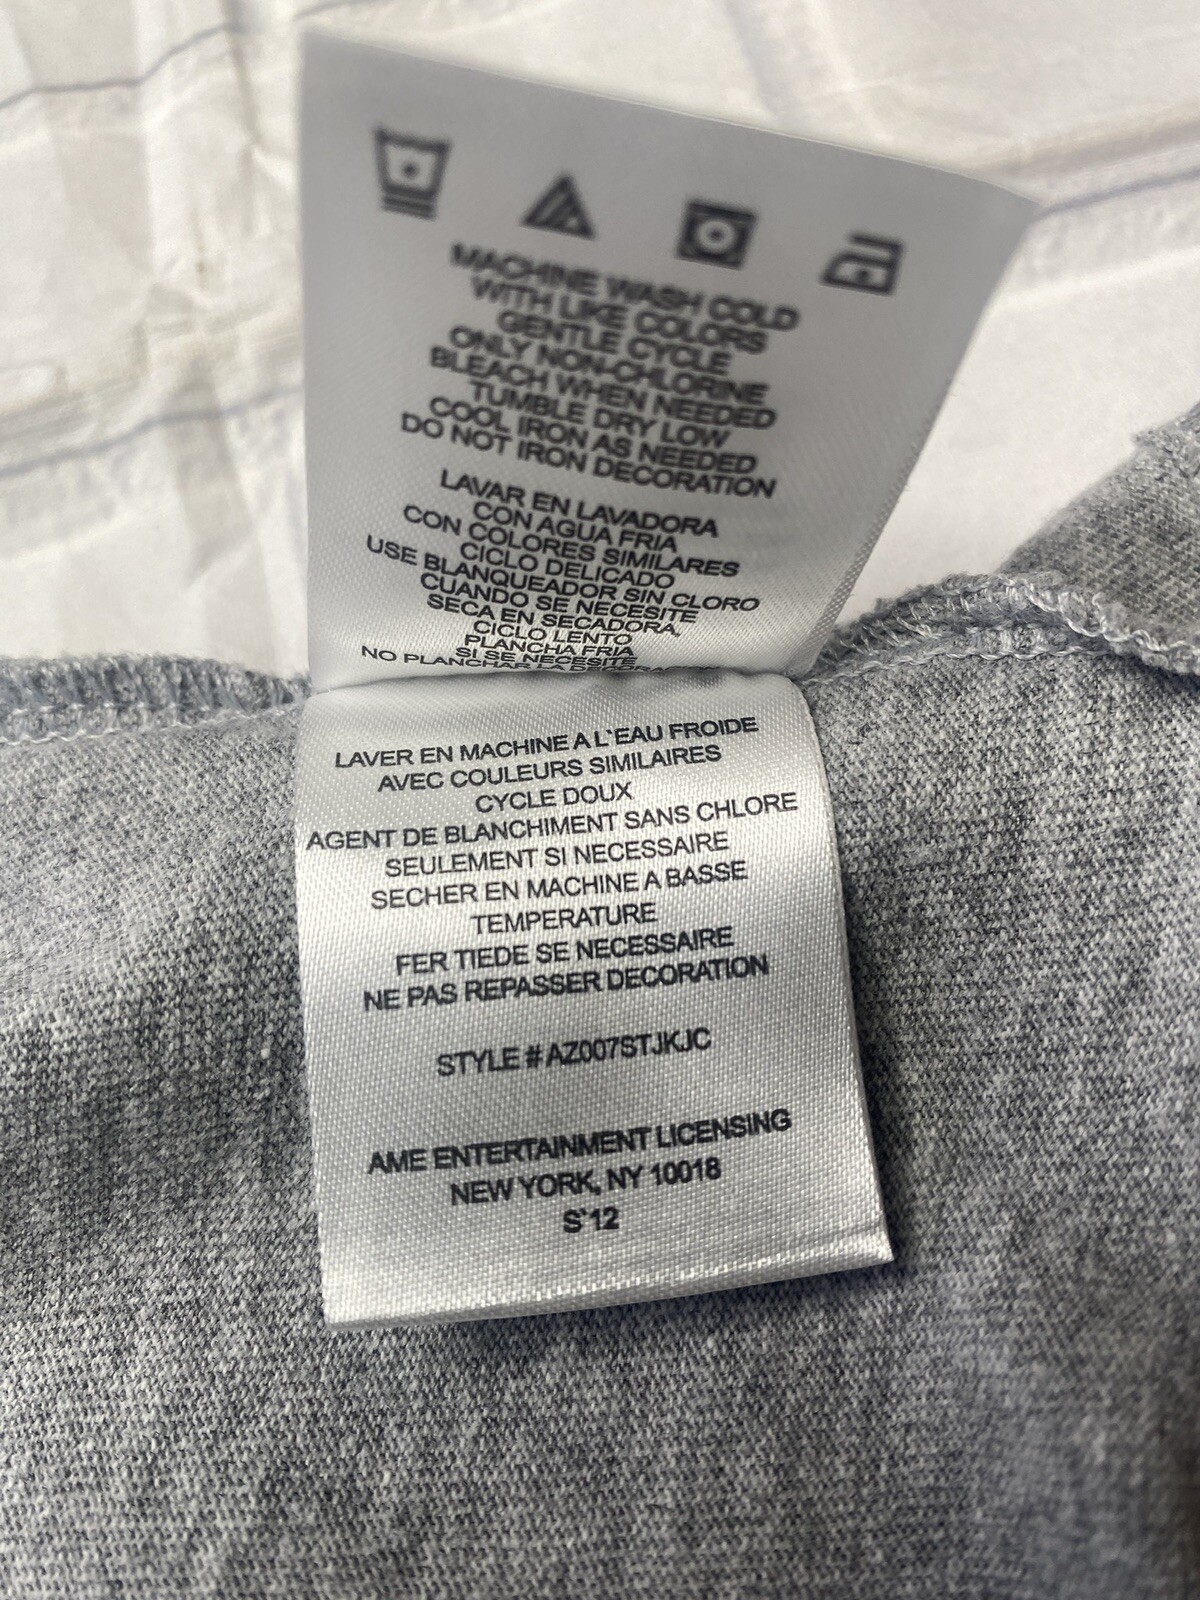 MACHINE WASH COLD
WITH LIKE COLORS
GENTLE CYCLE
ONLY NON-CHLORINE
BLEACH WHEN NEEDED
TUMBLE DRY LOW
COOL IRON AS NEEDED
DO NOT IRON DECORATION
LAVAR EN LAVADORA
CON AGUA FRIA
CON COLORES SIMILARES
CICLO DELICADO
USE BLANQUEADOR SIN CLORO
CUANDO SE NECESITE
SECA EN SECADORA,
CICLO LENTO
PLANCHA FRIA
SI SE NECESITE
NO PLANCHAR LA DECORACION
LAVER EN MACHINE A L`EAU FROIDE
AVEC COULEURS SIMILAIRES
CYCLE DOUX
AGENT DE BLANCHIMENT SANS CHLORE
SEULEMENT SI NECESSAIRE
SECHER EN MACHINE A BASSE
TEMPERATURE
FER TIEDE SE NECESSAIRE
NE PAS REPASSER DECORATION
STYLE # AZ007STJKJC
AME ENTERTAINMENT LICENSING
NEW YORK, NY 10018
S`12